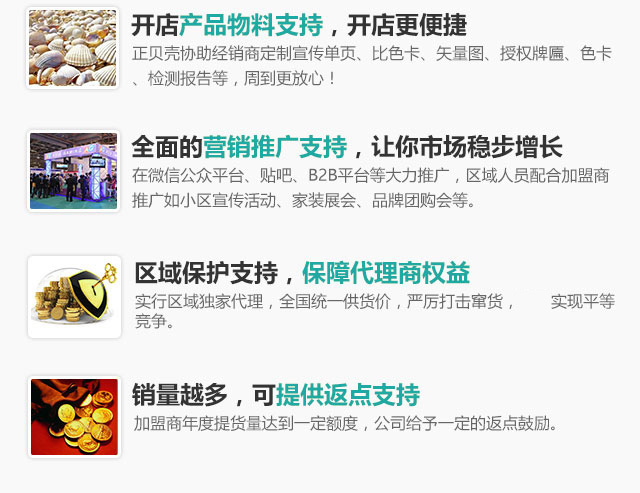 开店产品物料支持，开店更便捷
正贝壳协助经销商定制宣传单页、比色卡、矢量图、授权牌匾、色卡
、检测报告等，周到更放心！
全面的营销推广支持，让你市场稳步增长
在微信公众平台、贴吧、B2B平台等大力推广，区域人员配合加盟商
推广如小区宣传活动、家装展会、品牌团购会等。
区域保护支持，保障代理商权益
实行区域独家代理，全国统一供货价，严厉打击窜货， 实现平等
竞争。
销量越多，可提供返点支持
加盟商年度提货量达到一定额度，公司给予一定的返点鼓励。